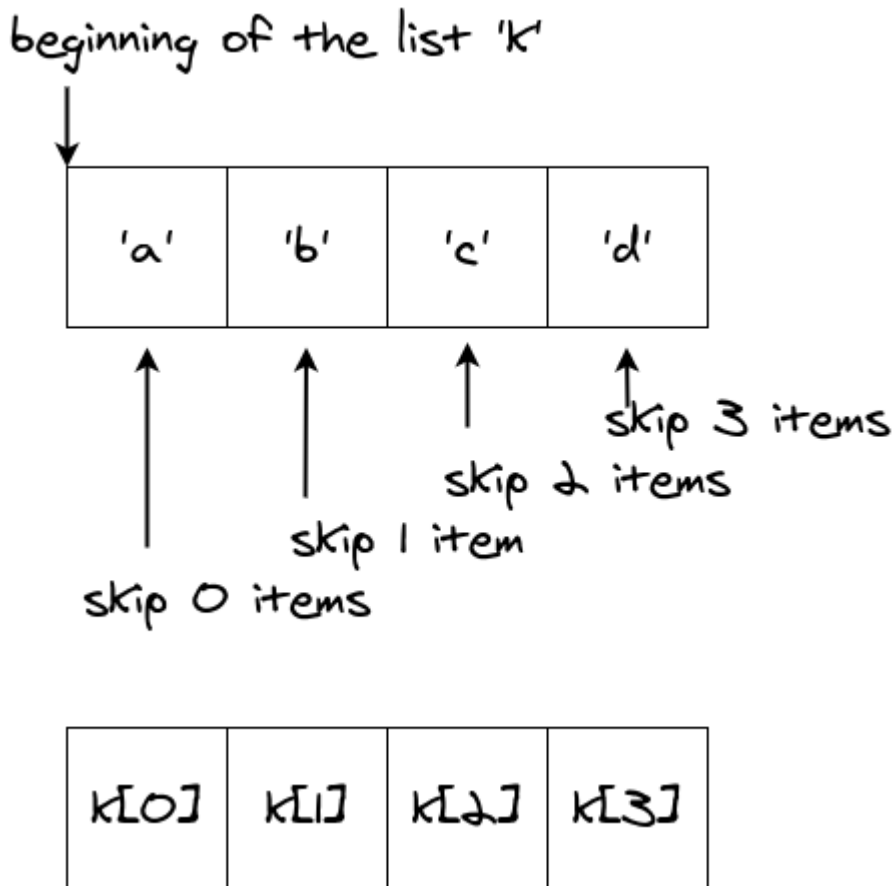 beginning of the list 'k'
'a' 'b' 'c' 'd'
skip 3 items
skip 2 items
skip 1 item
skip 0 items
k[0] k[1] k[2] k[3]